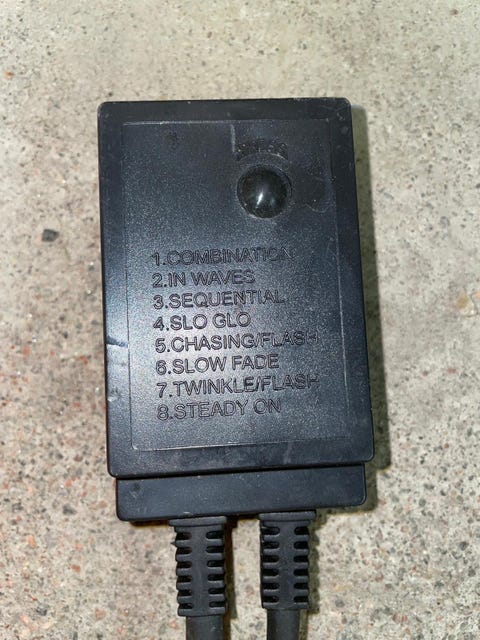 1.COMBINATION
2.IN WAVES
3.SEQUENTIAL
4.SLO GLO
5.CHASING/FLASH
6.SLOW FADE
7.TWINKLE/FLASH
8.STEADY ON